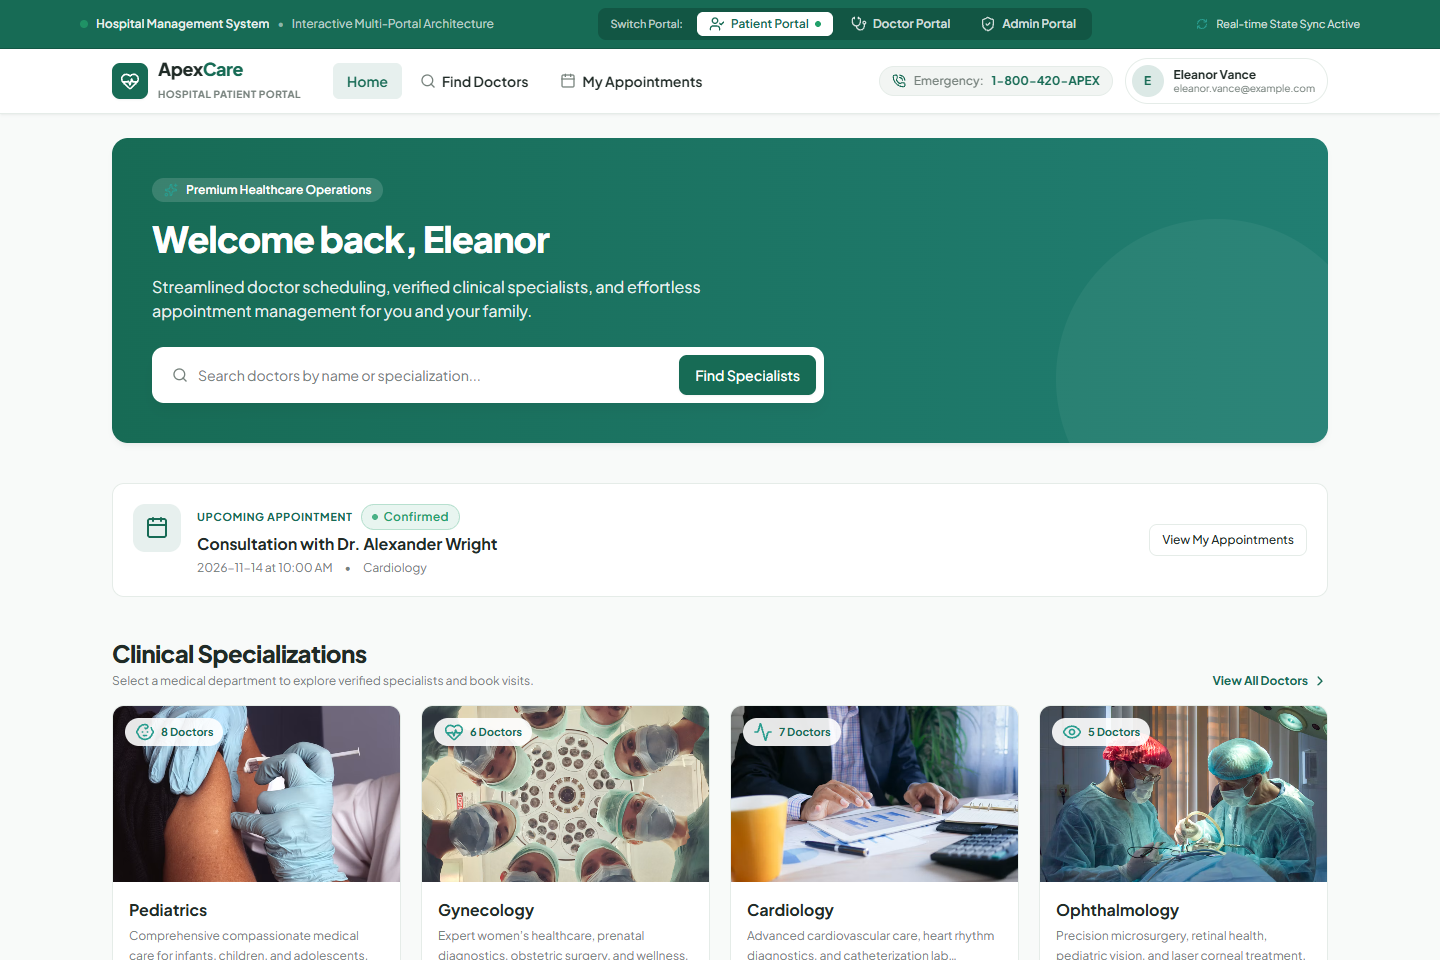 Hospital Management System • Interactive Multi-Portal Architecture
Switch Portal: Patient Portal Doctor Portal Admin Portal
Real-time State Sync Active
ApexCare
HOSPITAL PATIENT PORTAL
Home Find Doctors My Appointments
Emergency: 1-800-420-APEX
E
Eleanor Vance
eleanor.vance@example.com
Premium Healthcare Operations
Welcome back, Eleanor
Streamlined doctor scheduling, verified clinical specialists, and effortless
appointment management for you and your family.
Search doctors by name or specialization...
Find Specialists
UPCOMING APPOINTMENT Confirmed
Consultation with Dr. Alexander Wright
2026-11-14 at 10:00 AM • Cardiology
View My Appointments
Clinical Specializations
Select a medical department to explore verified specialists and book visits.
View All Doctors
8 Doctors
Pediatrics
Comprehensive compassionate medical
care for infants, children, and adolescents.
6 Doctors
Gynecology
Expert women's healthcare, prenatal
diagnostics, obstetric surgery, and wellness.
7 Doctors
Cardiology
Advanced cardiovascular care, heart rhythm
diagnostics, and catheterization lab...
5 Doctors
Ophthalmology
Precision microsurgery, retinal health,
pediatric vision, and laser corneal treatment.